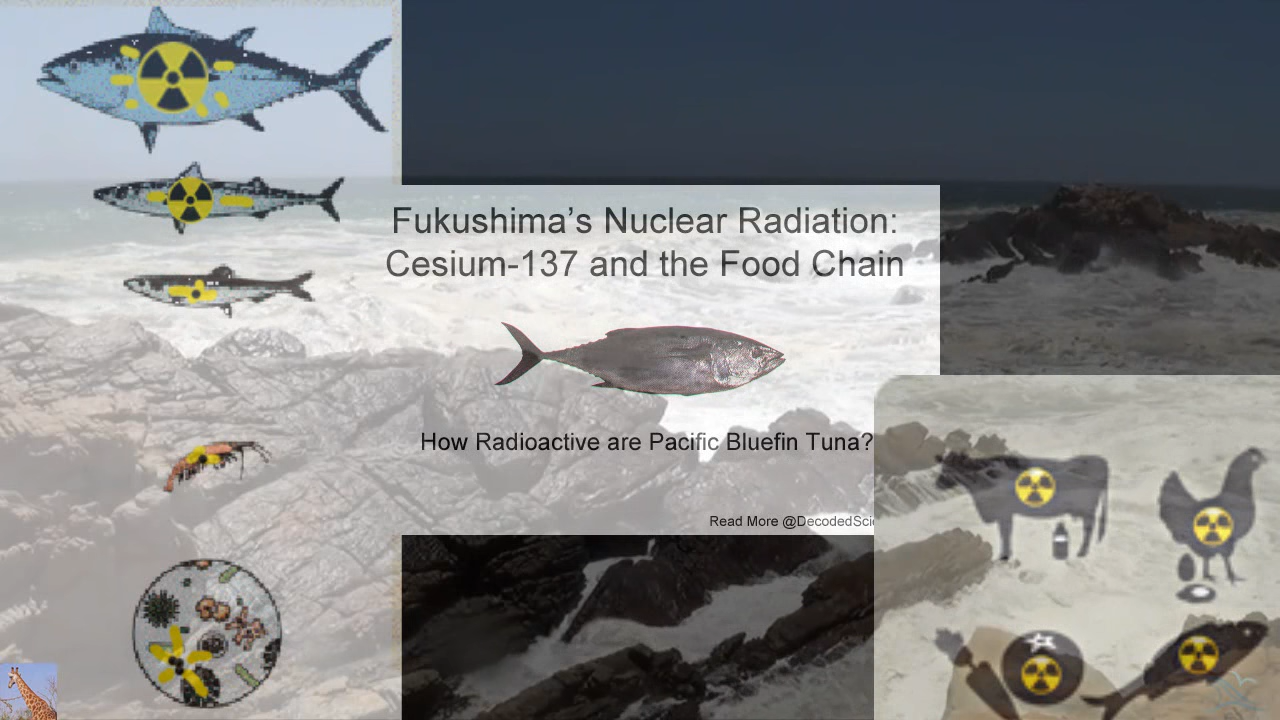 Fukushima’s Nuclear Radiation:
Cesium-137 and the Food Chain
How Radioactive are Pacific Bluefin Tuna?
Read More @DecodedSci